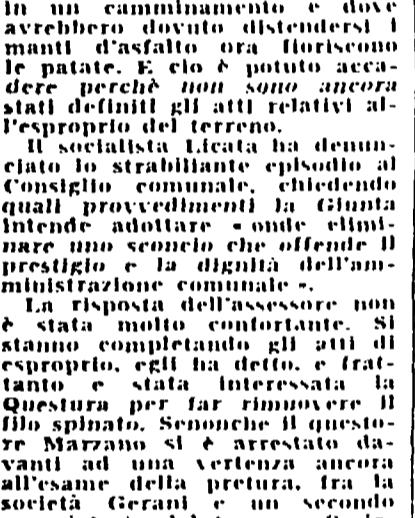 in un camminamento e dove
avrebbero dovuto distendersi i
manti d'asfalto ora fioriscono
le patate. E ciò è potuto acca-
dere perchè non sono ancora
stati definiti gli atti relativi al-
l'esproprio del terreno.
Il socialista Licata ha denun-
ciato lo strabiliante episodio al
Consiglio comunale, chiedendo
quali provvedimenti la Giunta
intende adottare « onde elimi-
nare uno sconcio che offende il
prestigio e la dignità dell'am-
ministrazione comunale ».
La risposta dell'assessore non
è stata molto confortante. Si
stanno completando gli atti di
esproprio, egli ha detto, e frat-
tanto è stata interessata la
Questura per far rimuovere il
filo spinato. Senonche il questo-
re Marzano si è arrestato da-
vanti ad una vertenza ancora
all'esame della pretura, fra la
società Gerani e un secondo